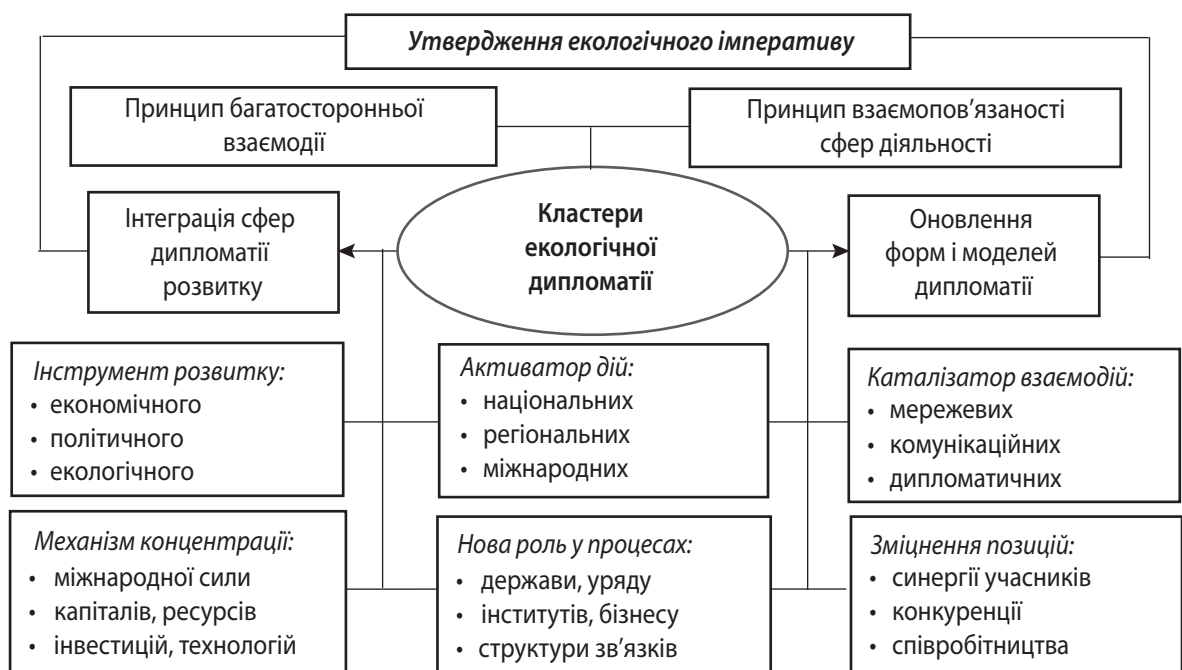 Утвердження екологічного імперативу
Принцип багатосторонньої
взаємодії
Принцип взаємопов’язаності
сфер діяльності
Інтеграція сфер
дипломатії
розвитку
Кластери
екологічної
дипломатії
Оновлення
форм і моделей
дипломатії
Інструмент розвитку:
• економічного
• політичного
• екологічного
Активатор дій:
• національних
• регіональних
• міжнародних
Каталізатор взаємодій:
• мережевих
• комунікаційних
• дипломатичних
Механізм концентрації:
• міжнародної сили
• капіталів, ресурсів
• інвестицій, технологій
Нова роль у процесах:
• держави, уряду
• інститутів, бізнесу
• структури зв’язків
Зміцнення позицій:
• синергії учасників
• конкуренції
• співробітництва